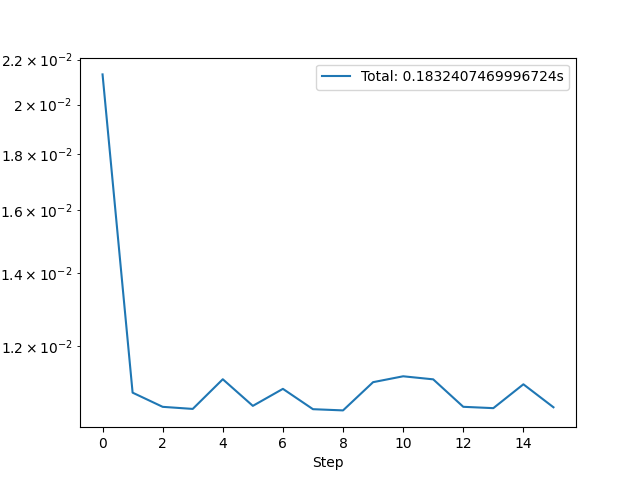 2.2 × 10⁻²
2 × 10⁻²
1.8 × 10⁻²
1.6 × 10⁻²
1.4 × 10⁻²
1.2 × 10⁻²
Total: 0.1832407469996724s
0 2 4 6 8 10 12 14
Step